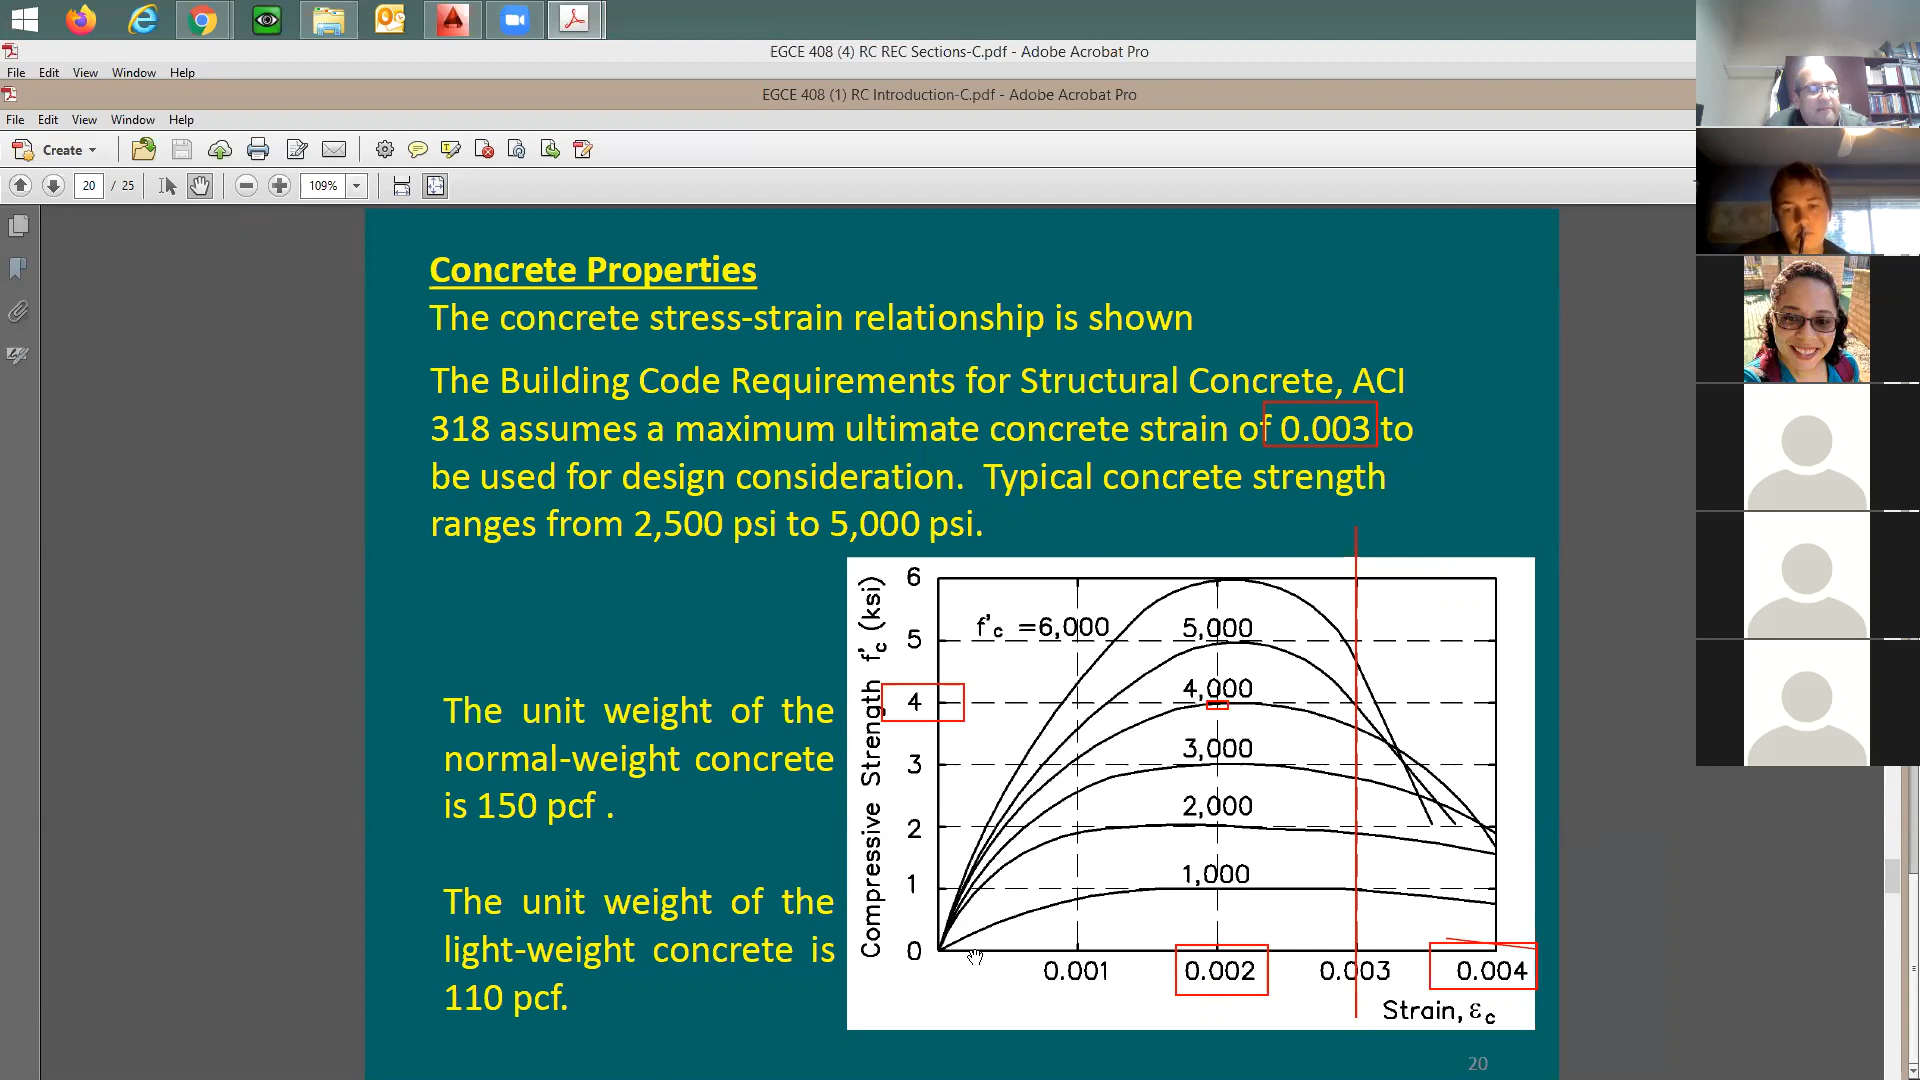 EGCE 408 (4) RC REC Sections-C.pdf - Adobe Acrobat Pro
File Edit View Window Help
EGCE 408 (1) RC Introduction-C.pdf - Adobe Acrobat Pro
File Edit View Window Help
Create
20 / 25 109%
Concrete Properties
The concrete stress-strain relationship is shown
The Building Code Requirements for Structural Concrete, ACI
318 assumes a maximum ultimate concrete strain of 0.003 to
be used for design consideration. Typical concrete strength
ranges from 2,500 psi to 5,000 psi.
The unit weight of the
normal-weight concrete
is 150 pcf .
The unit weight of the
light-weight concrete is
110 pcf.
Compressive Strength f'c (ksi)
6
5
4
3
2
1
0
f'c =6,000
5,000
4,000
3,000
2,000
1,000
0.001 0.002 0.003 0.004
Strain, εc
20